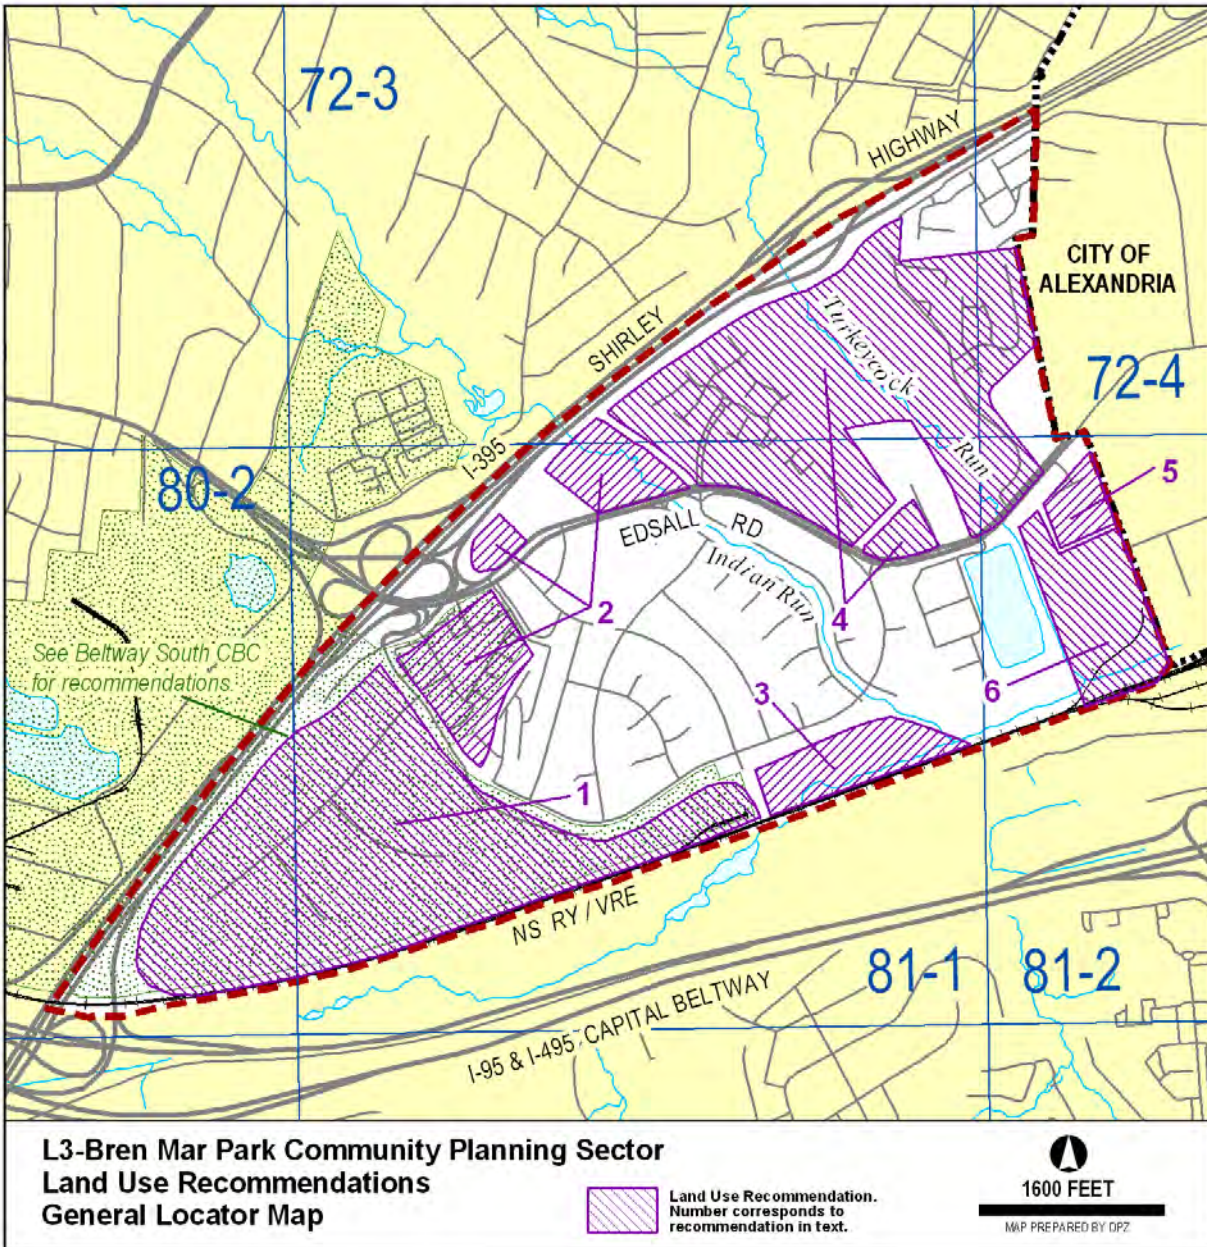 72-3
HIGHWAY
CITY OF
ALEXANDRIA
Turkeycock
SHIRLEY
72-4
I-395
Run
5
80-2
EDSALL RD
Indian Run
2
4
See Beltway South CBC
for recommendations.
3
6
1
NS RY / VRE
81-1
81-2
I-95 & I-495 CAPITAL BELTWAY
L3-Bren Mar Park Community Planning Sector
Land Use Recommendations
General Locator Map
Land Use Recommendation.
Number corresponds to
recommendation in text.
1600 FEET
MAP PREPARED BY DPZ